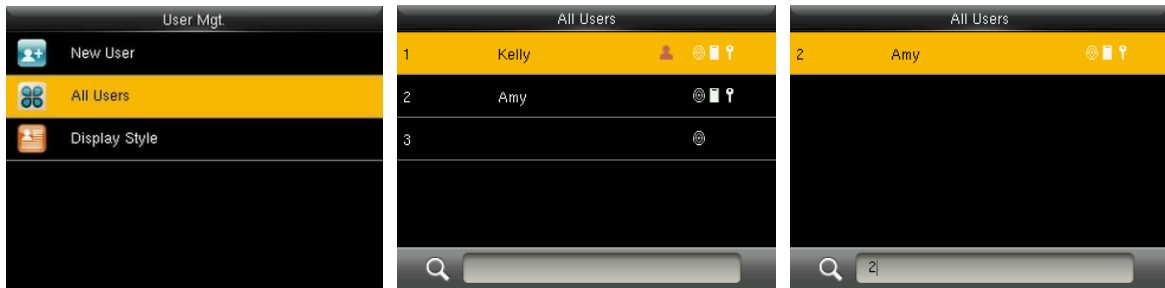 User Mgt.
New User
All Users
Display Style
All Users
1 Kelly
2 Amy
3
All Users
2 Amy
2